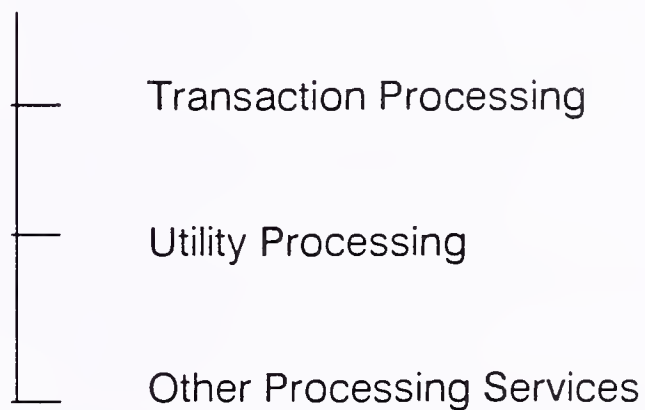 Transaction Processing
Utility Processing
Other Processing Services